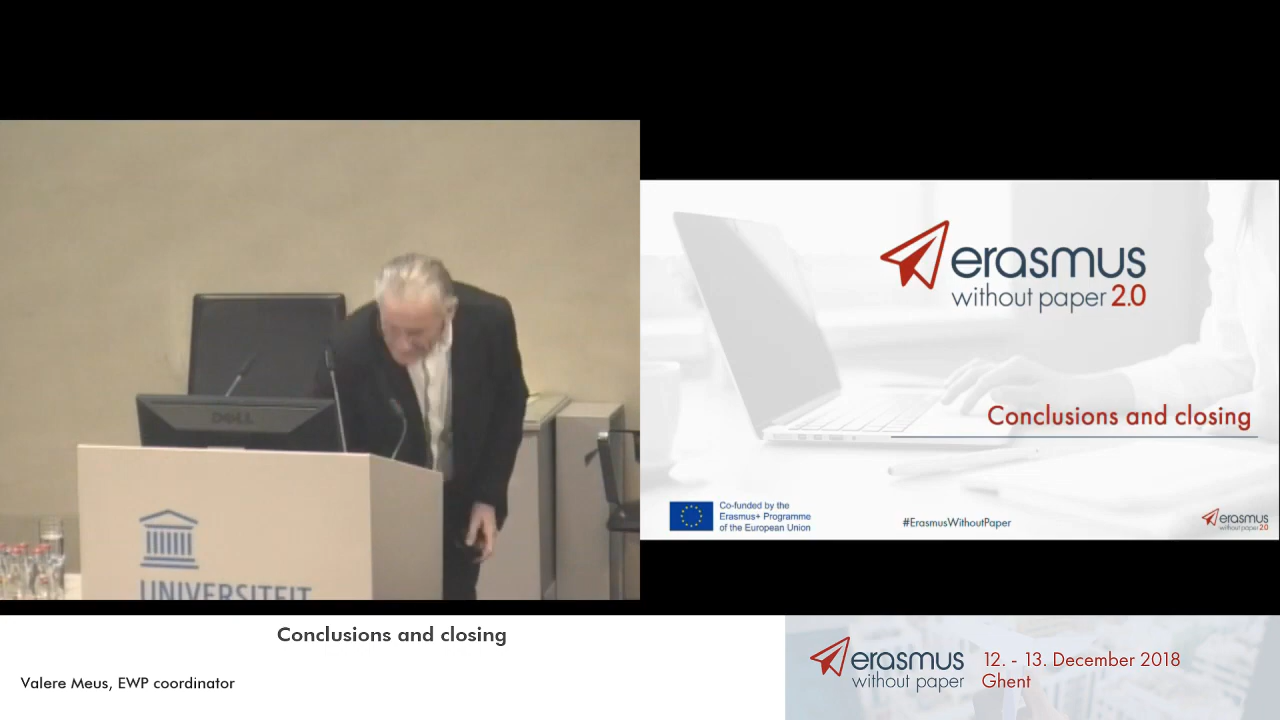 DELL
UNIVERSITEIT
erasmus
without paper 2.0
Conclusions and closing
Co-funded by the
Erasmus+ Programme
of the European Union
#ErasmusWithoutPaper
erasmus
without paper 2.0
Conclusions and closing
Valere Meus, EWP coordinator
erasmus
without paper
12. - 13. December 2018
Ghent